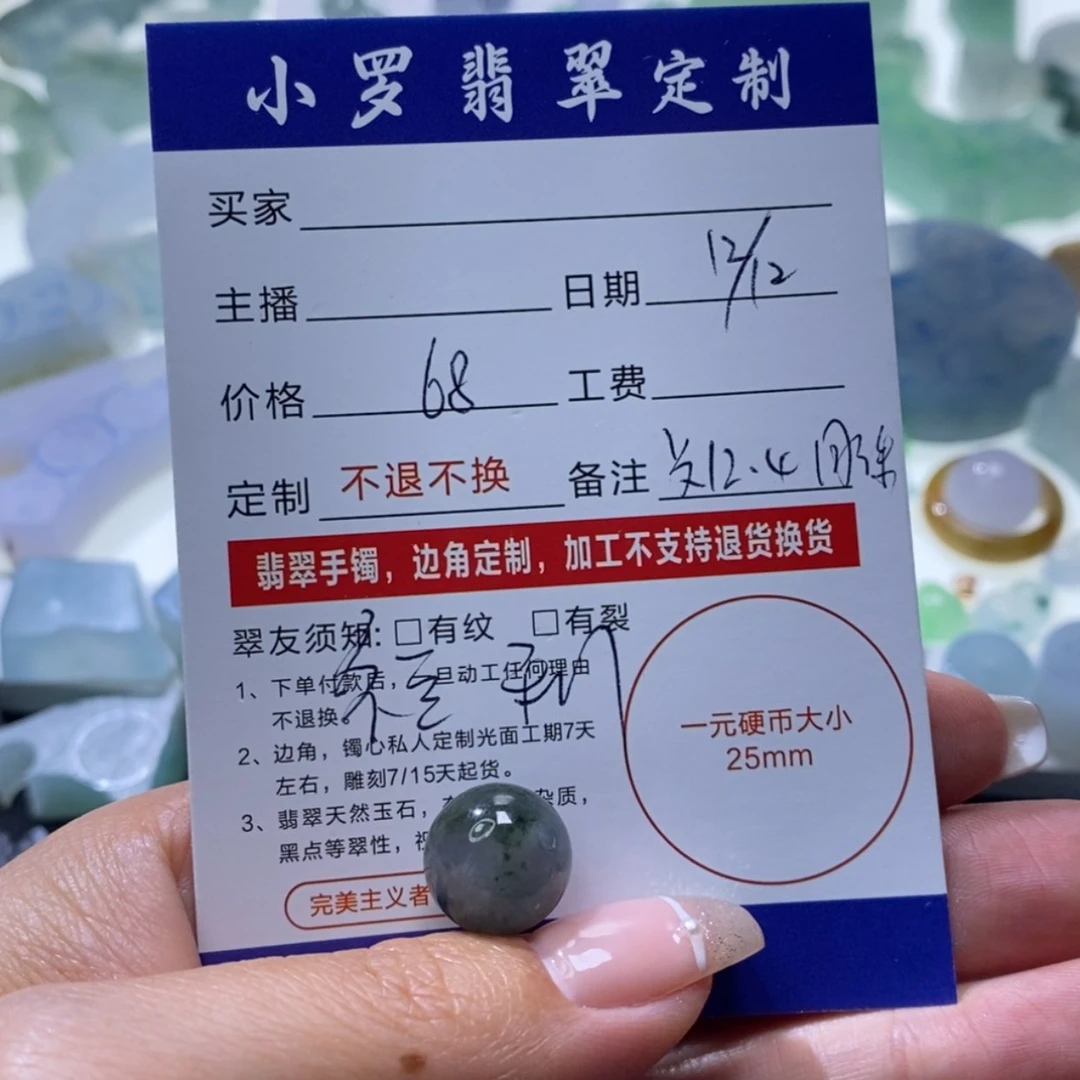 小罗翡翠定制
买家
主播 日期 12/12
价格 68 工费
定制 不退不换 备注 12.4 圆珠
翡翠手镯，边角定制，加工不支持退货换货
翠友须知: □有纹 □有裂
1、下单付款后，一旦动工任何理由
不退换。
2、边角，镯心私人定制光面工期7天
左右，雕刻7/15天起货。
3、翡翠天然玉石，杂质，
黑点等翠性，
完美主义者
一元硬币大小
25mm